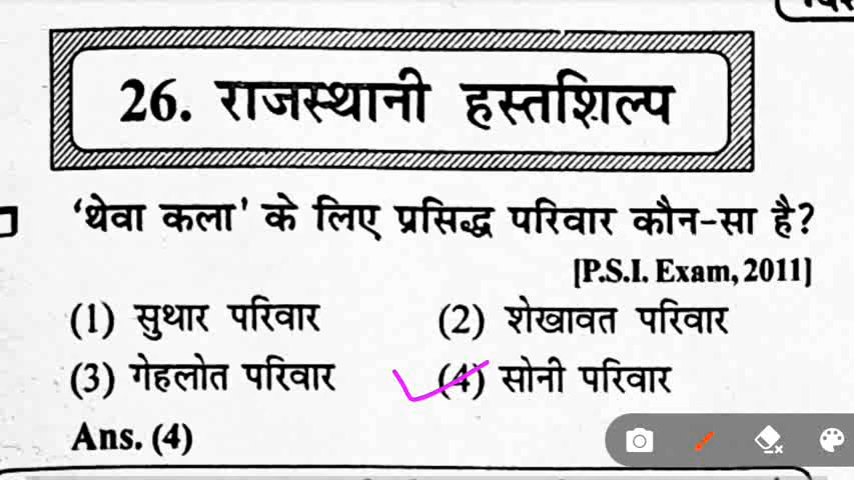 26. राजस्थानी हस्तशिल्प
'थेवा कला' के लिए प्रसिद्ध परिवार कौन-सा है?
[P.S.I. Exam, 2011]
(1) सुथार परिवार (2) शेखावत परिवार
(3) गेहलोत परिवार (4) सोनी परिवार
Ans. (4)